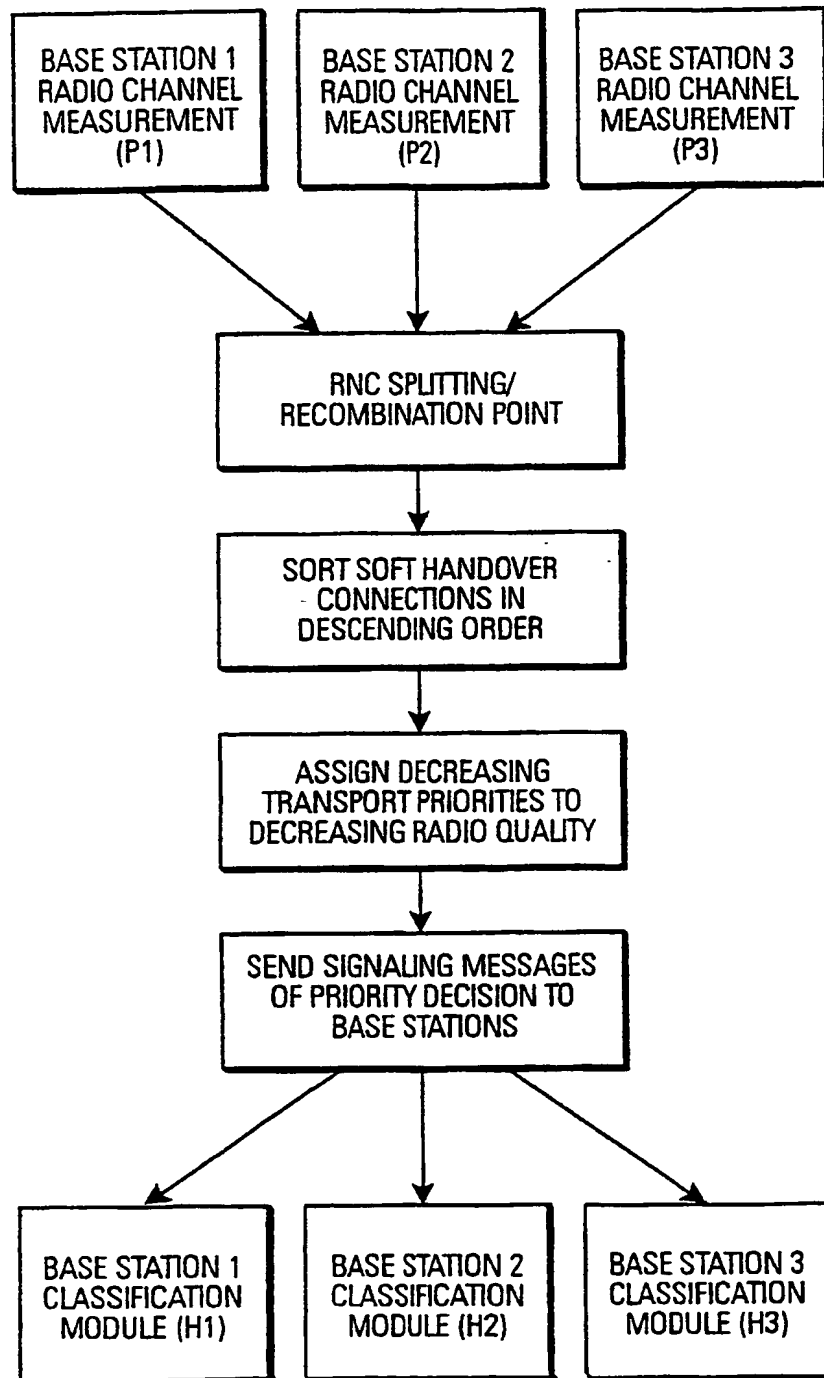 BASE STATION 1
RADIO CHANNEL
MEASUREMENT
(P1)
BASE STATION 2
RADIO CHANNEL
MEASUREMENT
(P2)
BASE STATION 3
RADIO CHANNEL
MEASUREMENT
(P3)
RNC SPLITTING/
RECOMBINATION POINT
SORT SOFT HANDOVER
CONNECTIONS IN
DESCENDING ORDER
ASSIGN DECREASING
TRANSPORT PRIORITIES TO
DECREASING RADIO QUALITY
SEND SIGNALING MESSAGES
OF PRIORITY DECISION TO
BASE STATIONS
BASE STATION 1
CLASSIFICATION
MODULE (H1)
BASE STATION 2
CLASSIFICATION
MODULE (H2)
BASE STATION 3
CLASSIFICATION
MODULE (H3)